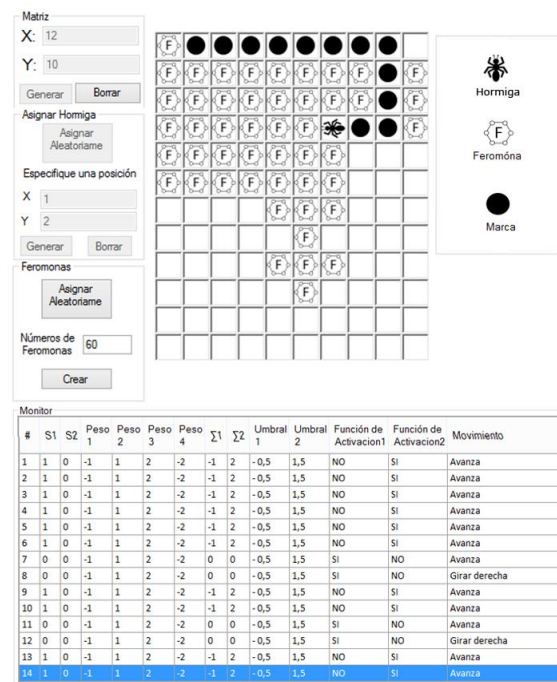 Matriz
X: 12
Y: 10
Generar Borrar
Asignar Hormiga
Asignar
Aleatoriame
Especifique una posición
X 1
Y 2
Generar Borrar
Feromonas
Asignar
Aleatoriame
Números de
Feromonas 60
Crear
F
F F F F F F F F F
F F F F F F F F F
F F F F F F F
F F F F F F F
F F F F F F F
F F F
F
F F F
F
Hormiga
F
Feromóna
Marca
Monitor
# S1 S2 Peso 1 Peso 2 Peso 3 Peso 4 ∑1 ∑2 Umbral 1 Umbral 2 Función de Activacion1 Función de Activacion2 Movimiento
1 1 0 -1 1 2 -2 -1 2 - 0,5 1,5 NO SI Avanza
2 1 0 -1 1 2 -2 -1 2 - 0,5 1,5 NO SI Avanza
3 1 0 -1 1 2 -2 -1 2 - 0,5 1,5 NO SI Avanza
4 1 0 -1 1 2 -2 -1 2 - 0,5 1,5 NO SI Avanza
5 1 0 -1 1 2 -2 -1 2 - 0,5 1,5 NO SI Avanza
6 1 0 -1 1 2 -2 -1 2 - 0,5 1,5 NO SI Avanza
7 0 0 -1 1 2 -2 0 0 - 0,5 1,5 SI NO Avanza
8 0 0 -1 1 2 -2 0 0 - 0,5 1,5 SI NO Girar derecha
9 1 0 -1 1 2 -2 -1 2 - 0,5 1,5 NO SI Avanza
10 1 0 -1 1 2 -2 -1 2 - 0,5 1,5 NO SI Avanza
11 0 0 -1 1 2 -2 0 0 - 0,5 1,5 SI NO Avanza
12 0 0 -1 1 2 -2 0 0 - 0,5 1,5 SI NO Girar derecha
13 1 0 -1 1 2 -2 -1 2 - 0,5 1,5 NO SI Avanza
14 1 0 -1 1 2 -2 -1 2 - 0,5 1,5 NO SI Avanza